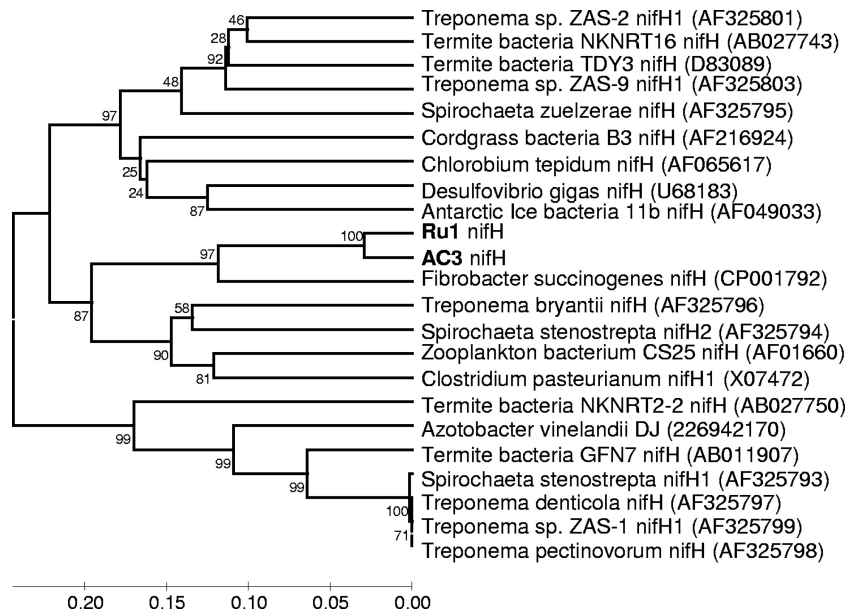 46
Treponema sp. ZAS-2 nifH1 (AF325801)
28
Termite bacteria NKNRT16 nifH (AB027743)
92
Termite bacteria TDY3 nifH (D83089)
48
Treponema sp. ZAS-9 nifH1 (AF325803)
97
Spirochaeta zuelzerae nifH (AF325795)
Cordgrass bacteria B3 nifH (AF216924)
25
Chlorobium tepidum nifH (AF065617)
24
Desulfovibrio gigas nifH (U68183)
87
Antarctic Ice bacteria 11b nifH (AF049033)
100
Ru1 nifH
97
AC3 nifH
Fibrobacter succinogenes nifH (CP001792)
87
58
Treponema bryantii nifH (AF325796)
Spirochaeta stenostrepta nifH2 (AF325794)
90
Zooplankton bacterium CS25 nifH (AF01660)
81
Clostridium pasteurianum nifH1 (X07472)
Termite bacteria NKNRT2-2 nifH (AB027750)
99
Azotobacter vinelandii DJ (226942170)
99
Termite bacteria GFN7 nifH (AB011907)
99
Spirochaeta stenostrepta nifH1 (AF325793)
100
Treponema denticola nifH (AF325797)
Treponema sp. ZAS-1 nifH1 (AF325799)
71
Treponema pectinovorum nifH (AF325798)
0.20 0.15 0.10 0.05 0.00